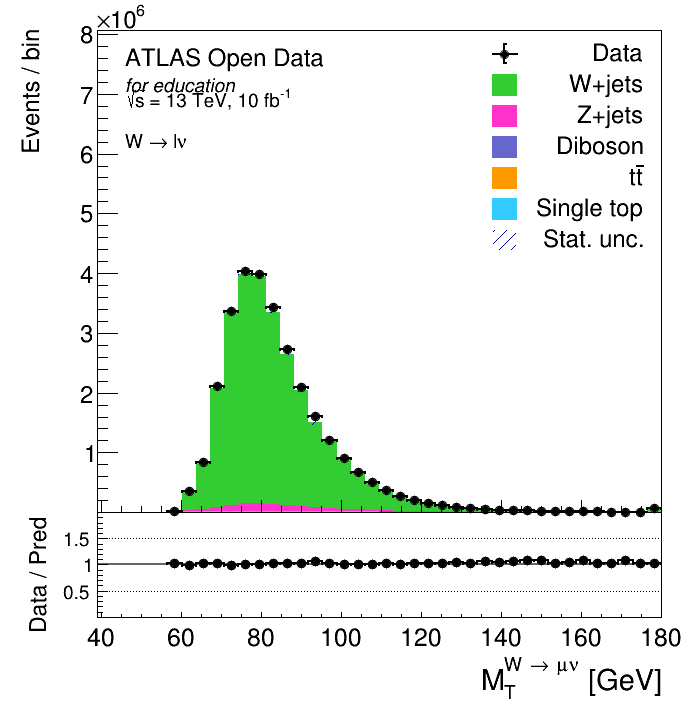 ×10⁶
Events / bin
8
7
6
5
4
3
2
1
ATLAS Open Data
for education
√s = 13 TeV, 10 fb⁻¹
W → lν
Data
W+jets
Z+jets
Diboson
tt̄
Single top
Stat. unc.
Data / Pred
1.5
1
0.5
40 60 80 100 120 140 160 180
M_T^{W → μν} [GeV]